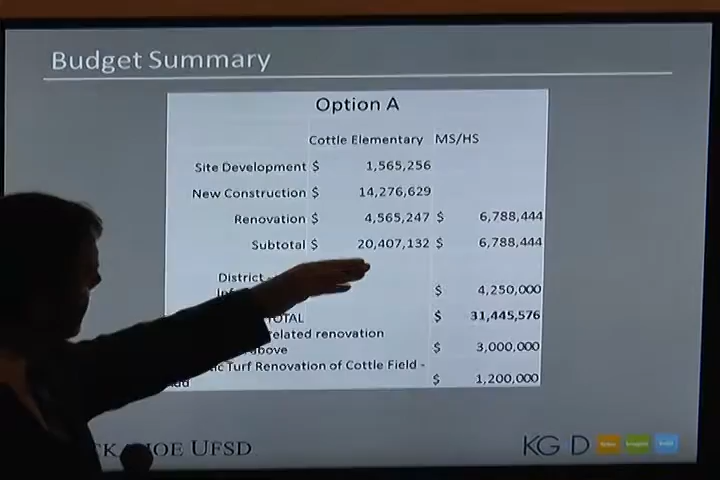 Budget Summary
Option A
Cottle Elementary MS/HS
Site Development $ 1,565,256
New Construction $ 14,276,629
Renovation $ 4,565,247 $ 6,788,444
Subtotal $ 20,407,132 $ 6,788,444
District -
$ 4,250,000
TOTAL $ 31,445,576
related renovation
above $ 3,000,000
Turf Renovation of Cottle Field -
$ 1,200,000
UFSD
KG D